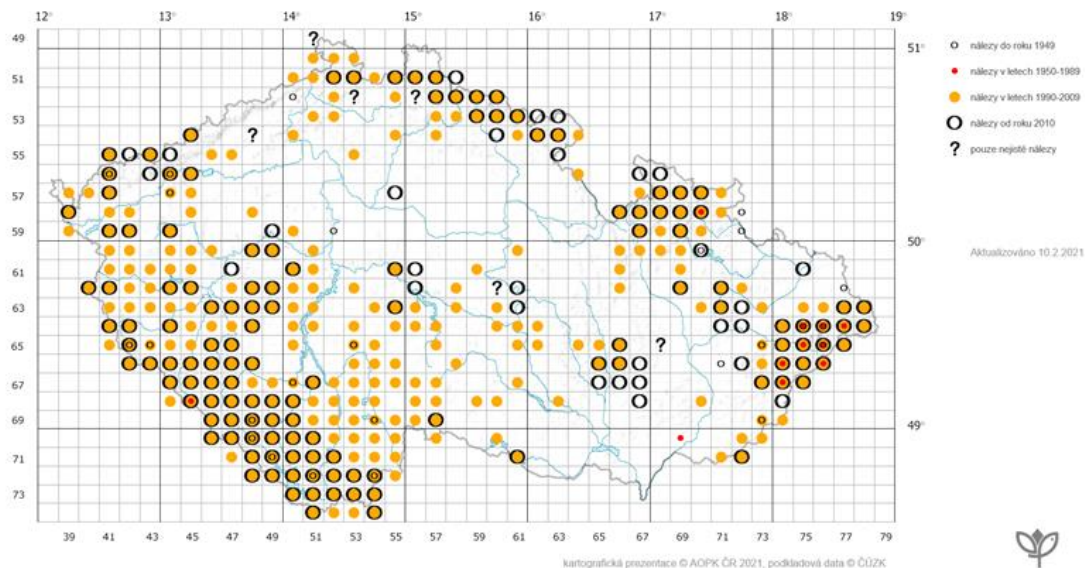 12° 13° 14° 15° 16° 17° 18° 19°
49 51°
nálezy do roku 1949
51
nálezy v letech 1950-1989
nálezy v letech 1990-2009
53
nálezy od roku 2010
? pouze nejisté nálezy
55
57
59 50°
Aktualizováno 10.2.2021
61
63
65
67
69 49°
71
73
39 41 43 45 47 49 51 53 55 57 59 61 63 65 67 69 71 73 75 77 79
kartografická prezentace © AOPK ČR 2021, podkladová data © ČÚZK